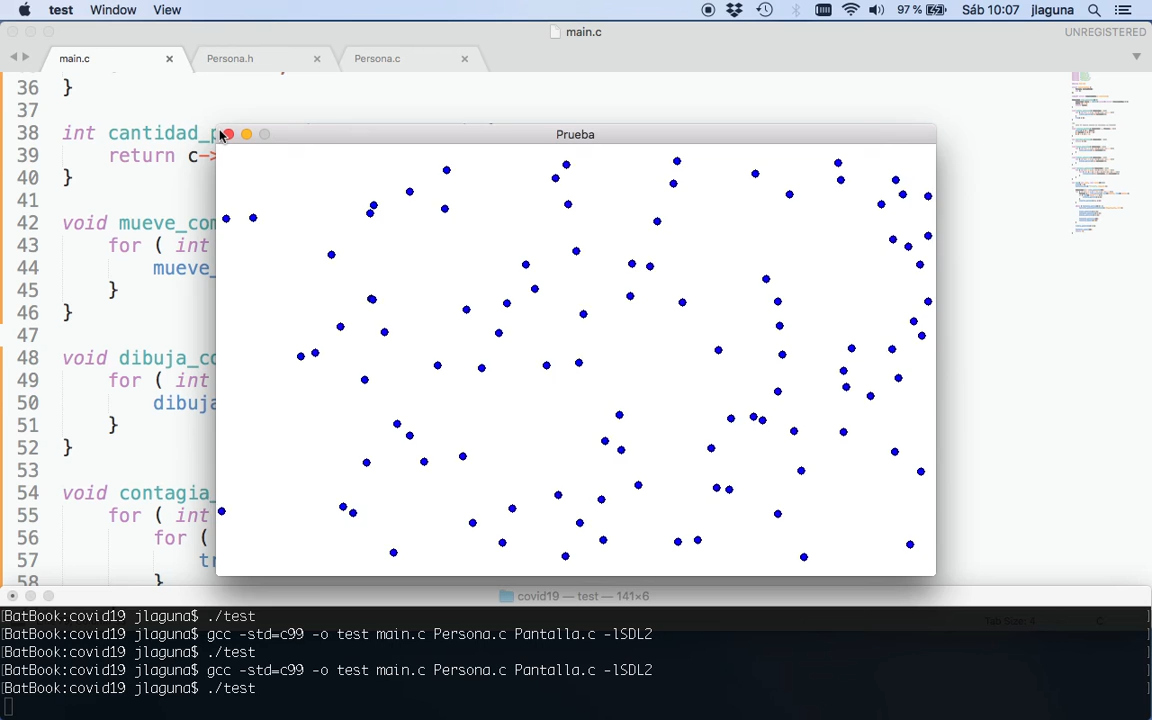 test Window View 97% Sáb 10:07 jlaguna
main.c UNREGISTERED
main.c Persona.h Persona.c
36 }
37
38 int cantidad_p
39 return c->
40 }
41
42 void mueve_com
43 for ( int
44 mueve_
45 }
46 }
47
48 void dibuja_co
49 for ( int
50 dibuja
51 }
52 }
53
54 void contagia_
55 for ( int
56 for (
57 tr
58 }
Prueba
covid19 — test — 141×6
Tab Size: 4 C
[BatBook:covid19 jlaguna$ ./test ]
[BatBook:covid19 jlaguna$ gcc -std=c99 -o test main.c Persona.c Pantalla.c -lSDL2 ]
[BatBook:covid19 jlaguna$ ./test ]
[BatBook:covid19 jlaguna$ gcc -std=c99 -o test main.c Persona.c Pantalla.c -lSDL2 ]
[BatBook:covid19 jlaguna$ ./test ]